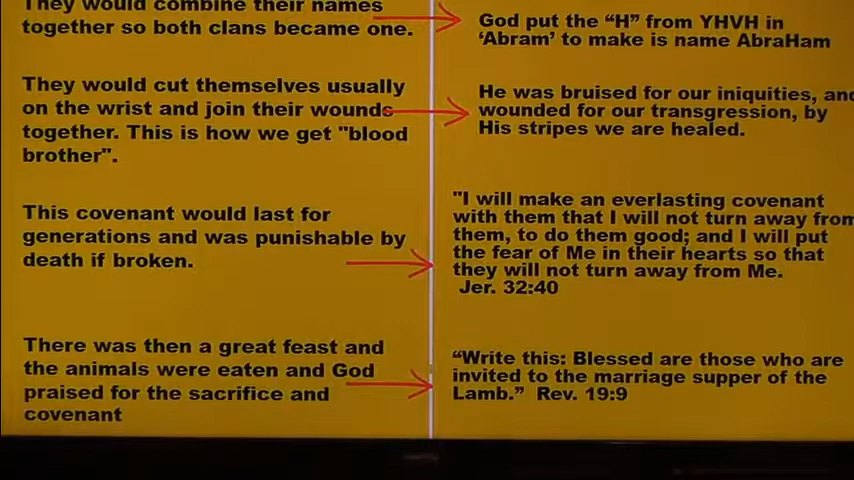 They would combine their names
together so both clans became one.
They would cut themselves usually
on the wrist and join their wounds
together. This is how we get "blood
brother".
This covenant would last for
generations and was punishable by
death if broken.
There was then a great feast and
the animals were eaten and God
praised for the sacrifice and
covenant
God put the “H” from YHVH in
‘Abram’ to make is name AbraHam
He was bruised for our iniquities, and
wounded for our transgression, by
His stripes we are healed.
"I will make an everlasting covenant
with them that I will not turn away from
them, to do them good; and I will put
the fear of Me in their hearts so that
they will not turn away from Me.
Jer. 32:40
“Write this: Blessed are those who are
invited to the marriage supper of the
Lamb.” Rev. 19:9